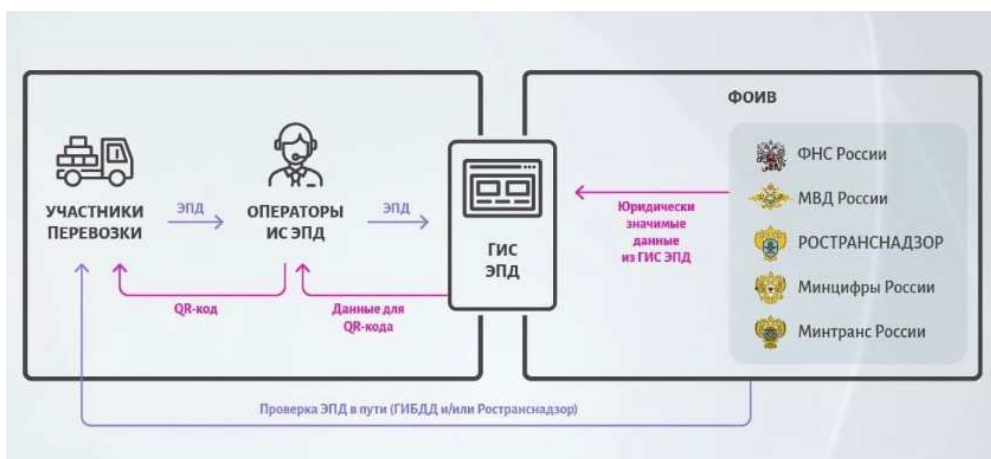 ФОИВ
ФНС России
МВД России
РОСТРАНСНАДЗОР
Минцифры России
Минтранс России
УЧАСТНИКИ
ПЕРЕВОЗКИ
ЭПД
ОПЕРАТОРЫ
ИС ЭПД
ЭПД
ГИС
ЭПД
Юридически
значимые
данные
из ГИС ЭПД
QR-код
Данные для
QR-кода
Проверка ЭПД в пути (ГИБДД и/или Ространснадзор)